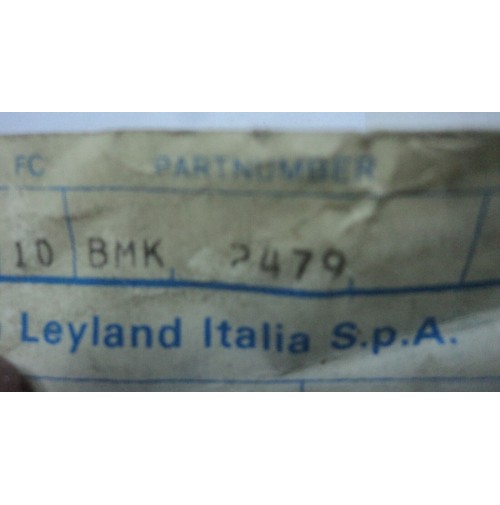 FC PARTNUMBER
10 BMK 2479
Leyland Italia S.p.A.